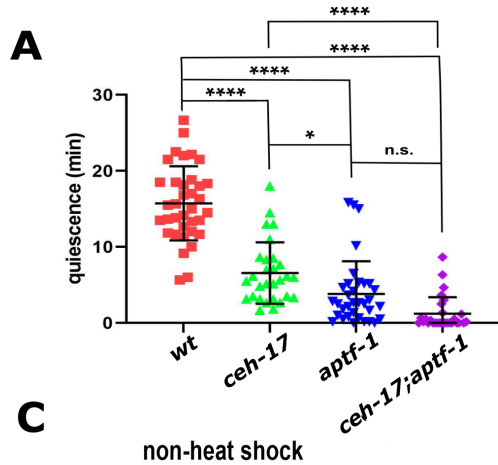 A
****
****
****
****
*
n.s.
30
20
10
0
quiescence (min)
wt
ceh-17
aptf-1
ceh-17;aptf-1
C
non-heat shock